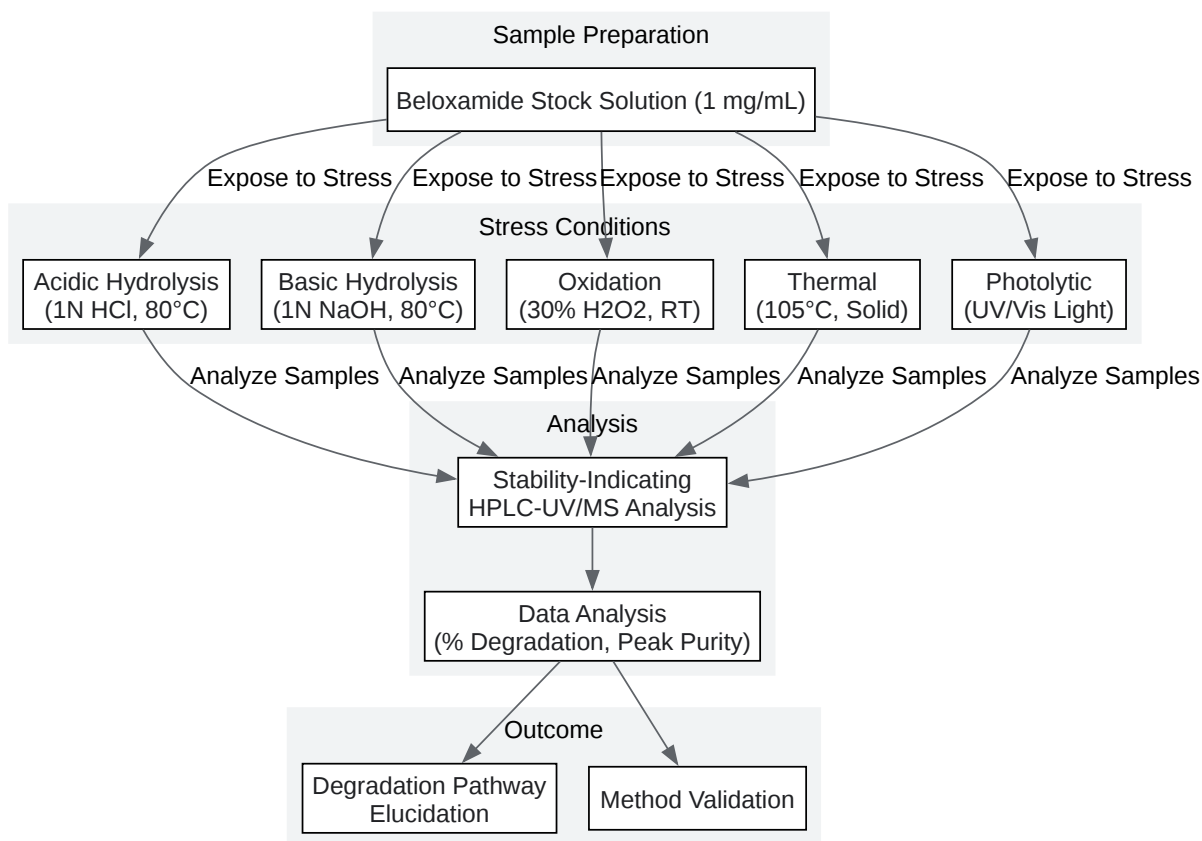 Sample Preparation
Beloxamide Stock Solution (1 mg/mL)
Expose to Stress
Expose to Stress
Expose to Stress
Expose to Stress
Expose to Stress
Stress Conditions
Acidic Hydrolysis
(1N HCl, 80°C)
Basic Hydrolysis
(1N NaOH, 80°C)
Oxidation
(30% H2O2, RT)
Thermal
(105°C, Solid)
Photolytic
(UV/Vis Light)
Analyze Samples
Analyze Samples
Analyze Samples
Analyze Samples
Analyze Samples
Analysis
Stability-Indicating
HPLC-UV/MS Analysis
Data Analysis
(% Degradation, Peak Purity)
Outcome
Degradation Pathway
Elucidation
Method Validation